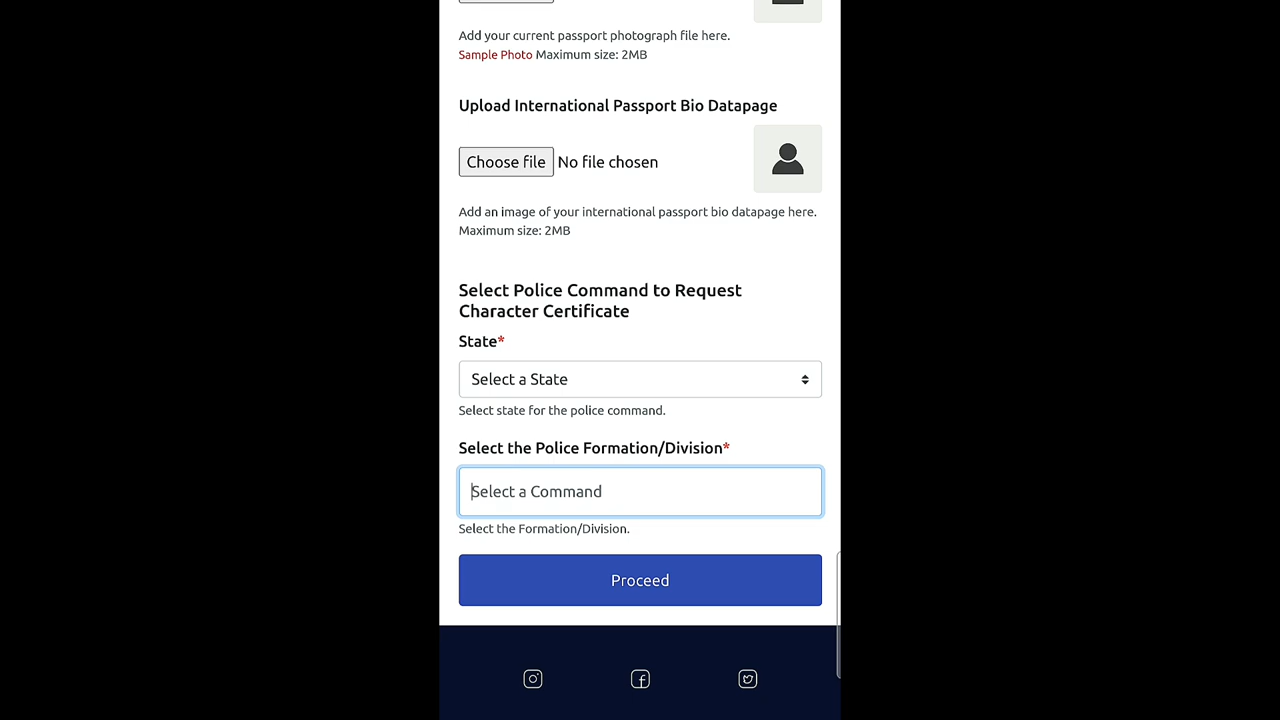 Add your current passport photograph file here.
Sample Photo Maximum size: 2MB
Upload International Passport Bio Datapage
Choose file No file chosen
Add an image of your international passport bio datapage here.
Maximum size: 2MB
Select Police Command to Request
Character Certificate
State*
Select a State
Select state for the police command.
Select the Police Formation/Division*
Select a Command
Select the Formation/Division.
Proceed